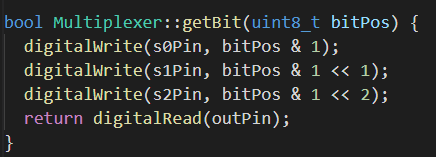 bool Multiplexer::getBit(uint8_t bitPos) {
  digitalWrite(s0Pin, bitPos & 1);
  digitalWrite(s1Pin, bitPos & 1 << 1);
  digitalWrite(s2Pin, bitPos & 1 << 2);
  return digitalRead(outPin);
}